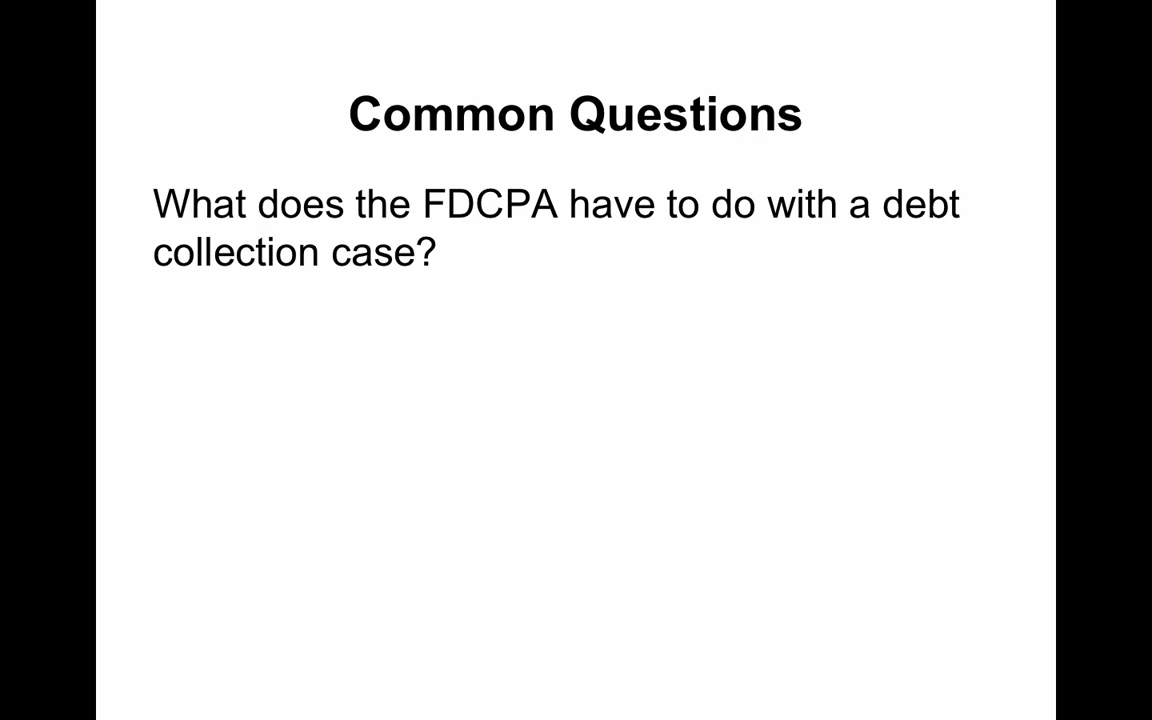 Common Questions
What does the FDCPA have to do with a debt
collection case?